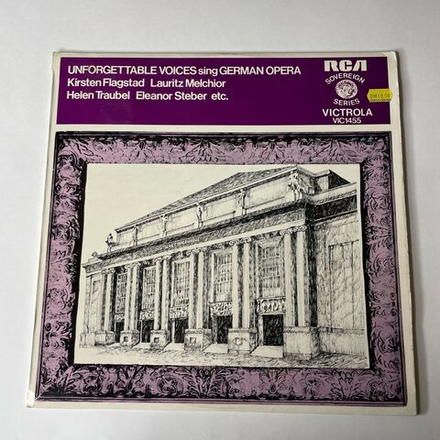 UNFORGETTABLE VOICES sing GERMAN OPERA
Kirsten Flagstad Lauritz Melchior
Helen Traubel Eleanor Steber etc.
RCA
SOVEREIGN
SERIES
VICTROLA
VIC1455